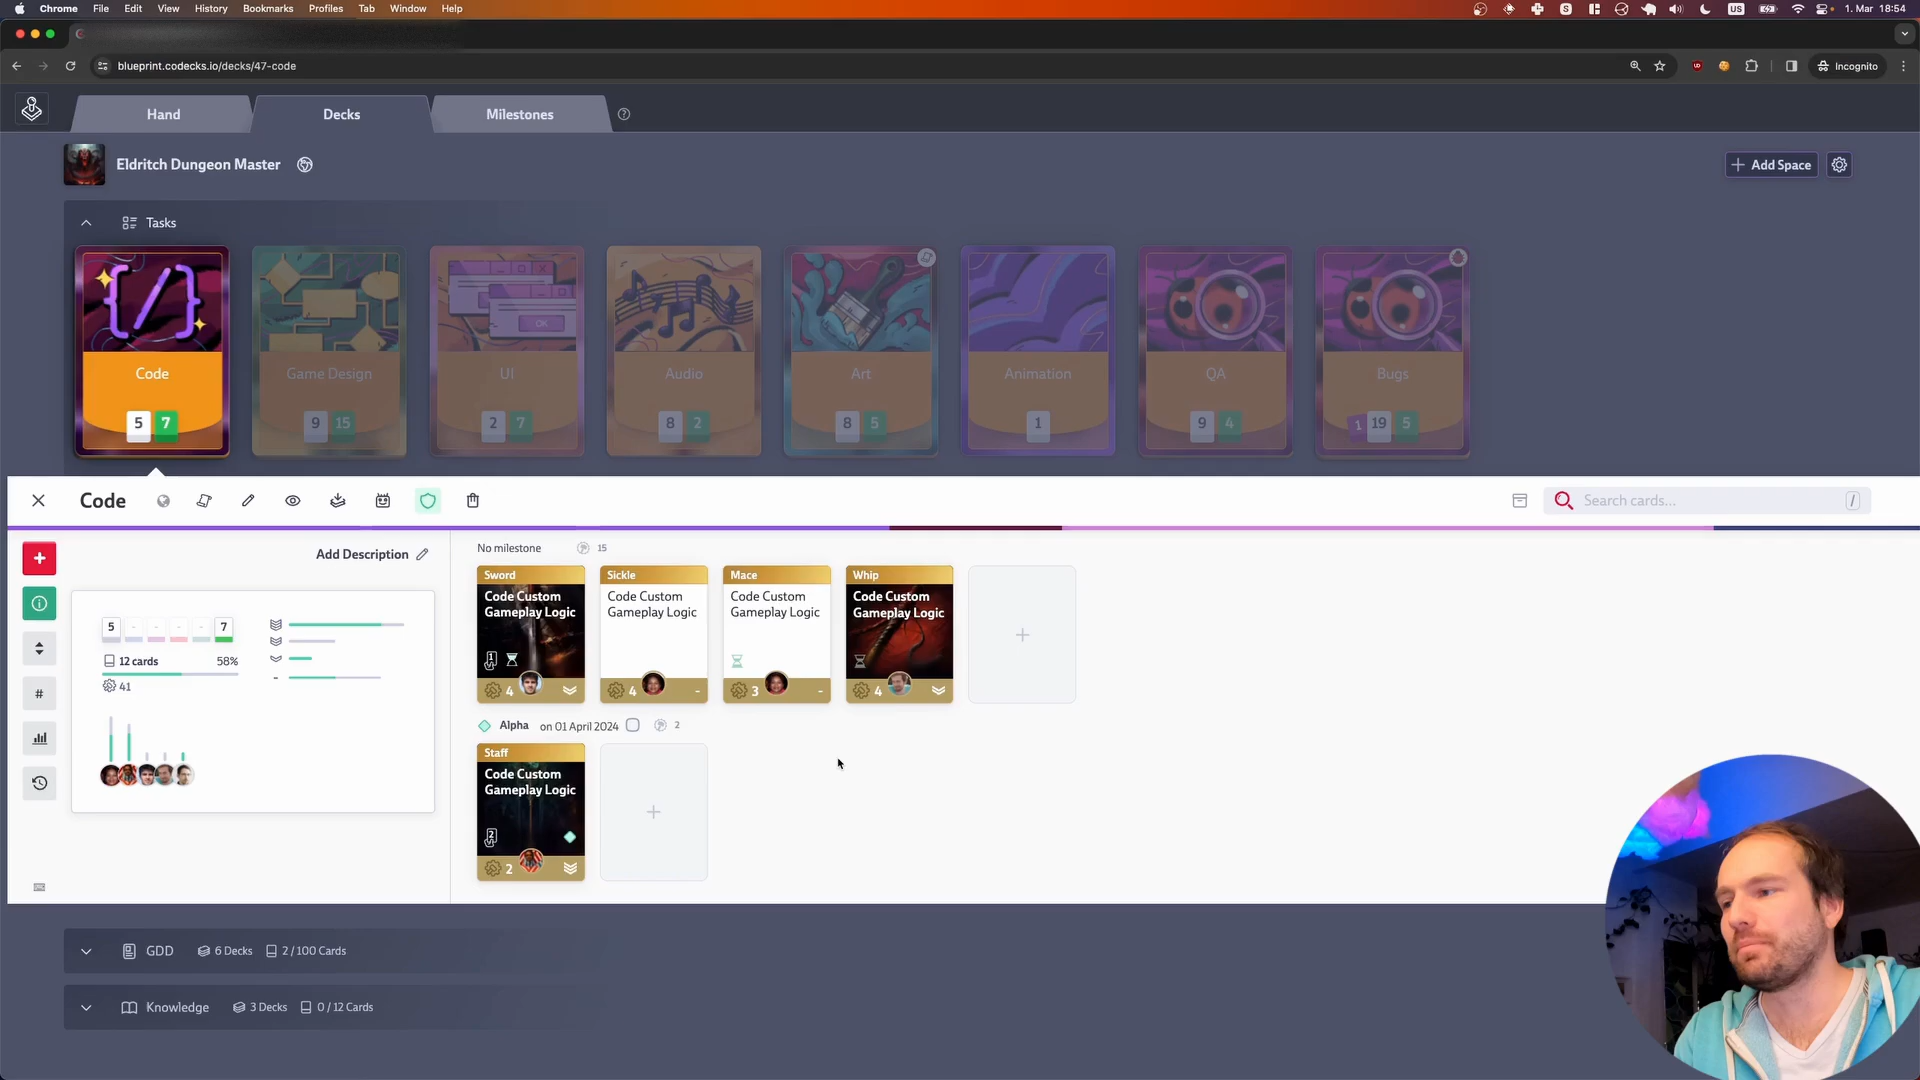 Chrome File Edit View History Bookmarks Profiles Tab Window Help US 1. Mar 18:54
blueprint.codecks.io/decks/47-code Incognito
Hand Decks Milestones ?
Eldritch Dungeon Master Add Space
Tasks
OK
Code Game Design UI Audio Art Animation QA Bugs
5 7 9 15 2 7 8 2 8 5 1 9 4 1 19 5
Code Search cards... /
Add Description
No milestone 15
Sword Sickle Mace Whip
Code Custom Code Custom Code Custom Code Custom
Gameplay Logic Gameplay Logic Gameplay Logic Gameplay Logic
5 - - - - 7
12 cards 58%
41
1
4 4 - 3 - 4
Alpha on 01 April 2024 2
Staff
Code Custom
Gameplay Logic
2
2
GDD 6 Decks 2 / 100 Cards
Knowledge 3 Decks 0 / 12 Cards